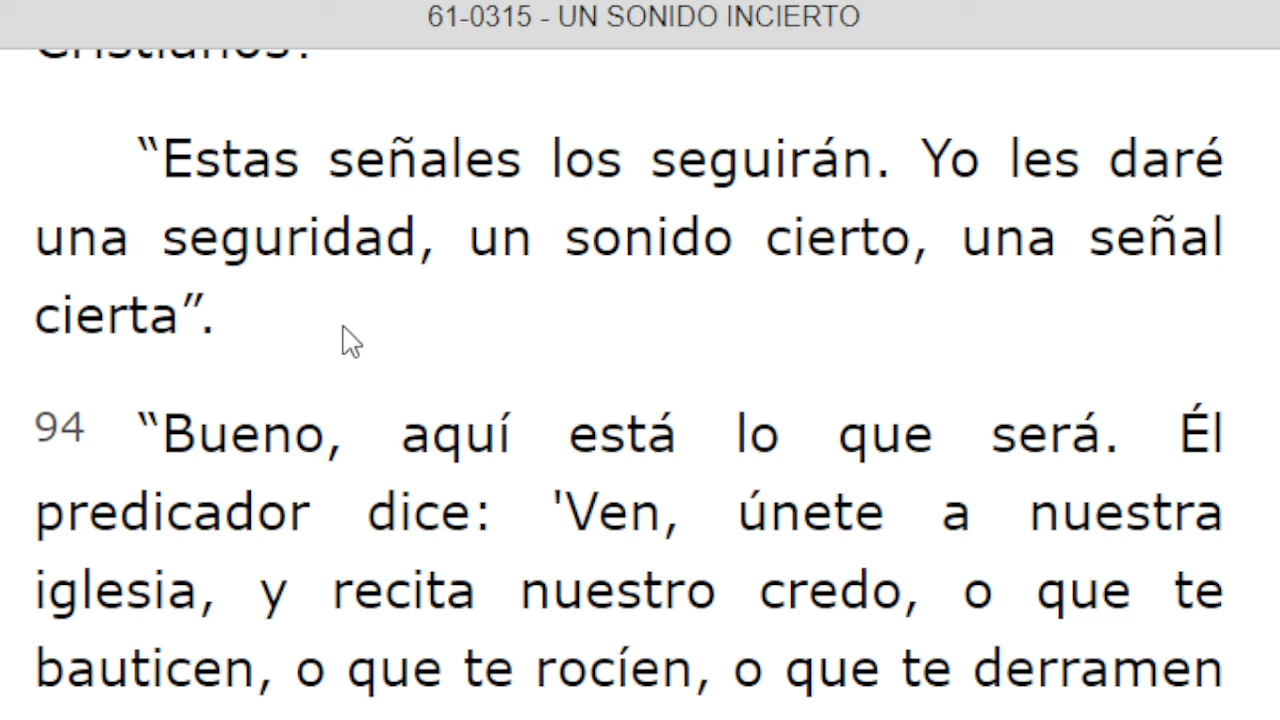 61-0315 - UN SONIDO INCIERTO
Cristianos?
“Estas señales los seguirán. Yo les daré
una seguridad, un sonido cierto, una señal
cierta”.
94 “Bueno, aquí está lo que será. Él
predicador dice: 'Ven, únete a nuestra
iglesia, y recita nuestro credo, o que te
bauticen, o que te rocíen, o que te derramen